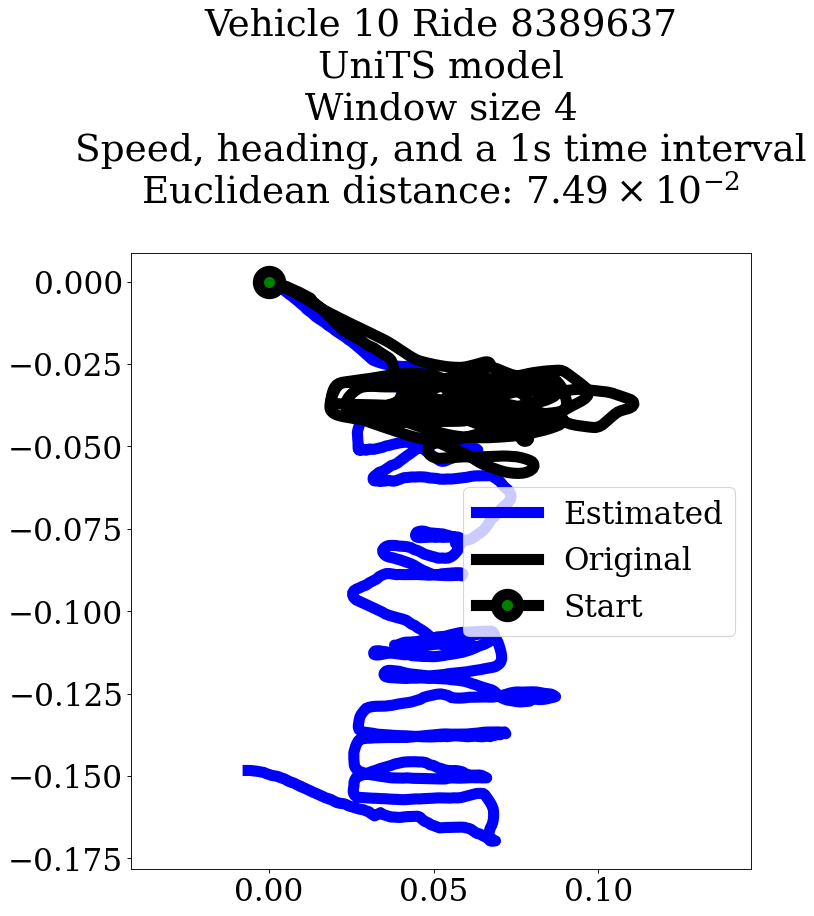 Vehicle 10 Ride 8389637
UniTS model
Window size 4
Speed, heading, and a 1s time interval
Euclidean distance: 7.49 × 10⁻²
0.000
−0.025
−0.050
−0.075
−0.100
−0.125
−0.150
−0.175
Estimated
Original
Start
0.00 0.05 0.10